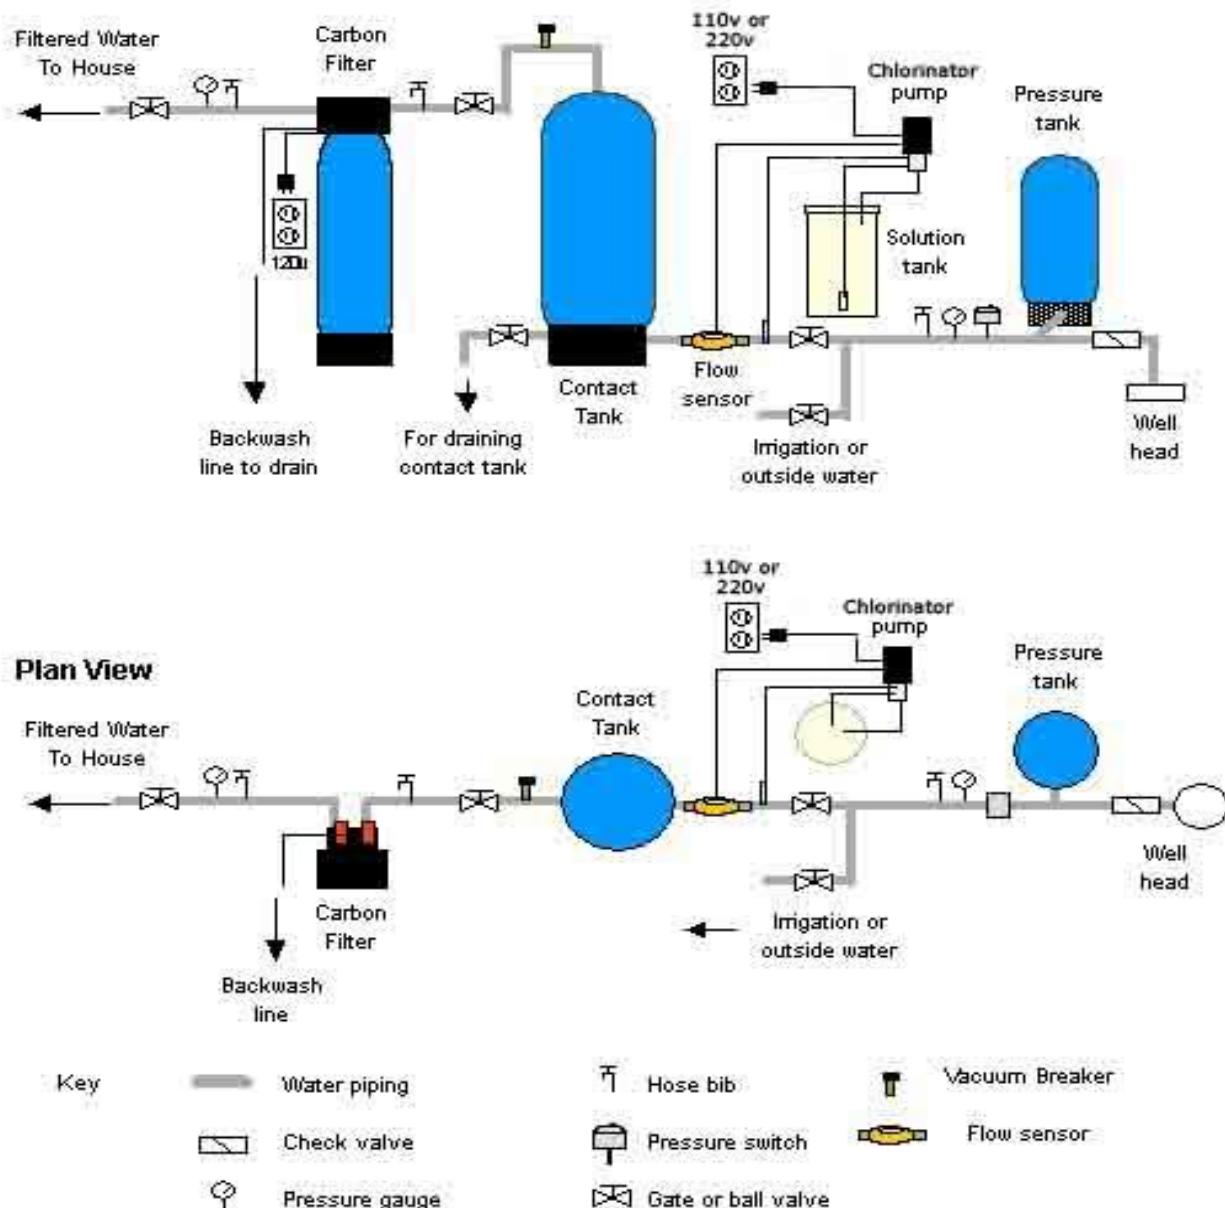 Filtered Water
To House
Carbon
Filter
110v or
220v
Chlorinator
pump
Pressure
tank
Solution
tank
120u
Flow
sensor
Contact
Tank
Well
head
Backwash
line to drain
For draining
contact tank
Irrigation or
outside water
110v or
220v
Chlorinator
pump
Plan View
Pressure
tank
Contact
Tank
Filtered Water
To House
Well
head
Carbon
Filter
Irrigation or
outside water
Backwash
line
Key
Water piping
Hose bib
Vacuum Breaker
Check valve
Pressure switch
Flow sensor
Pressure gauge
Gate or ball valve